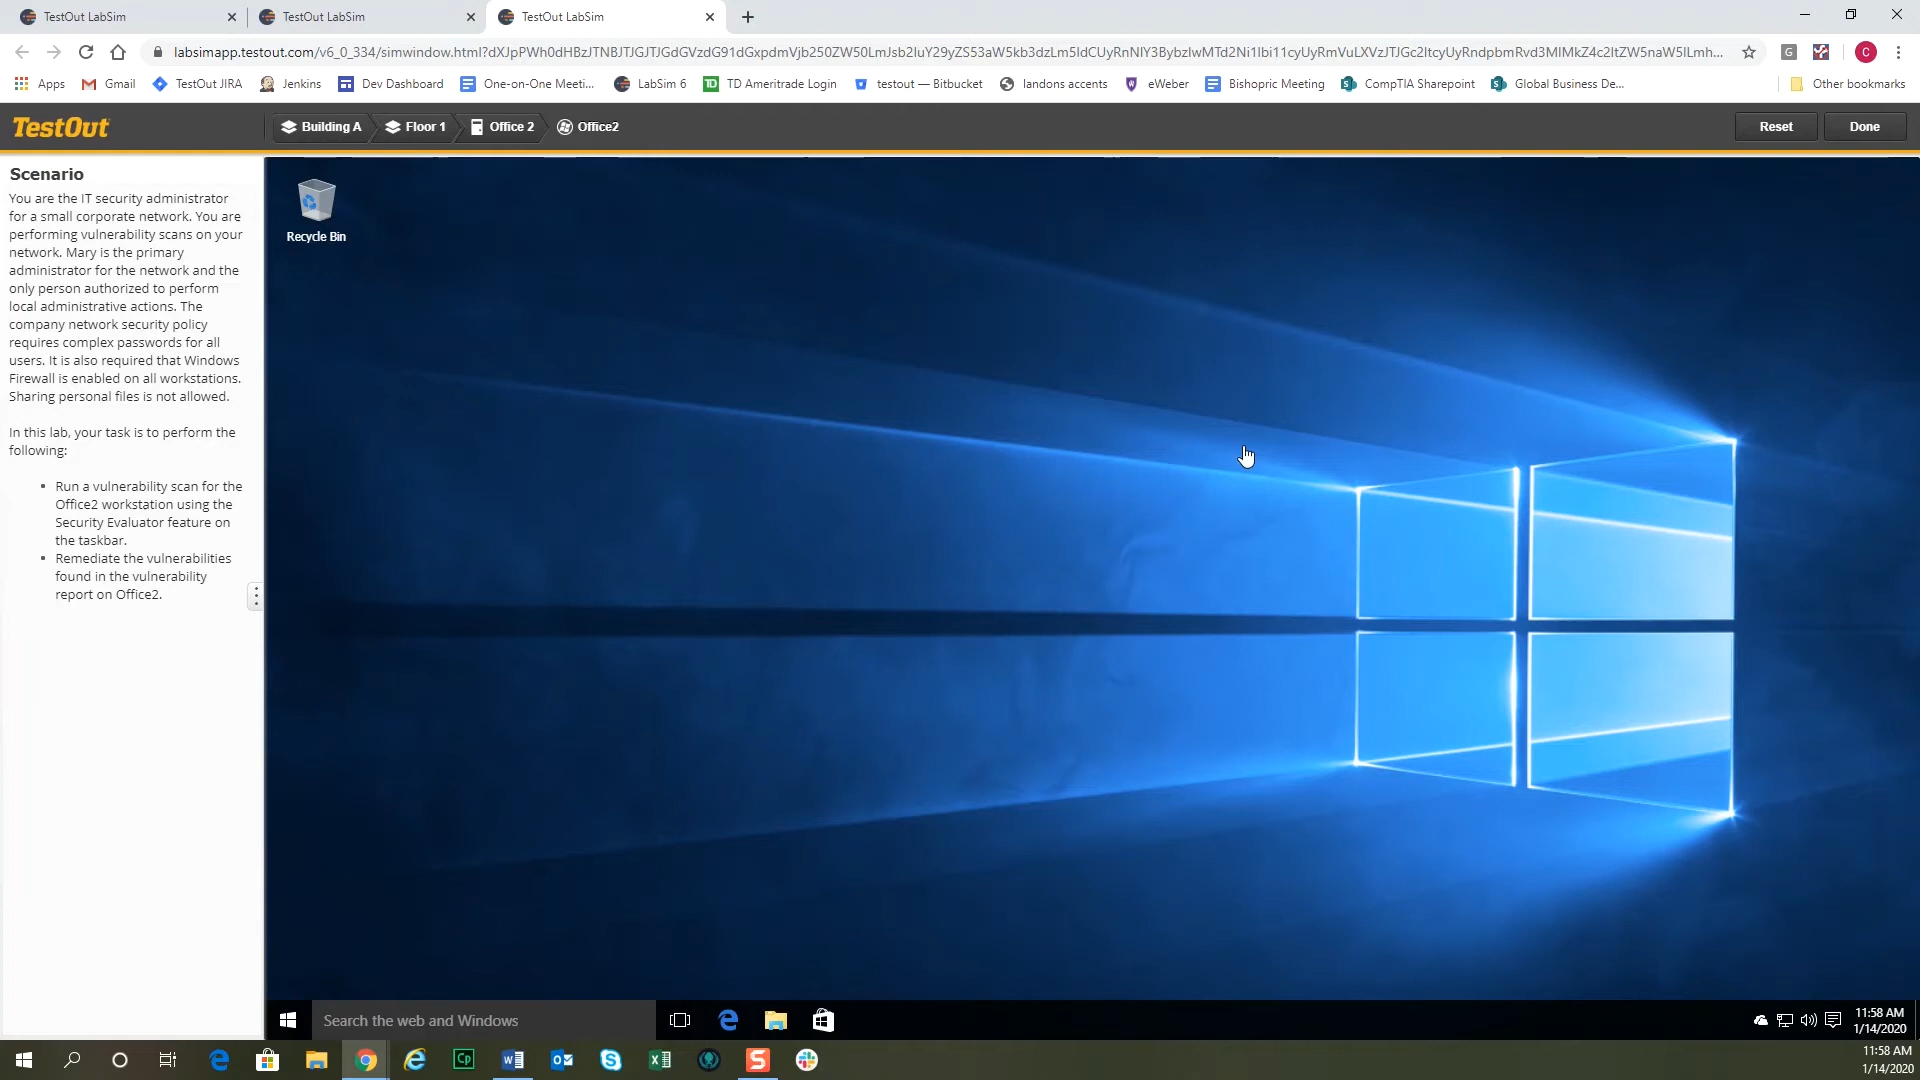 TestOut LabSim
TestOut LabSim
TestOut LabSim
Apps
Gmail
TestOut JIRA
Jenkins
Dev Dashboard
One-on-One Meeti...
LabSim 6
TD Ameritrade Login
testout — Bitbucket
landons accents
eWeber
Bishopric Meeting
CompTIA Sharepoint
Global Business De...
Other bookmarks
TestOut
Building A
Floor 1
Office 2
Office2
Reset
Done
Scenario
You are the IT security administrator
for a small corporate network. You are
performing vulnerability scans on your
network. Mary is the primary
administrator for the network and the
only person authorized to perform
local administrative actions. The
company network security policy
requires complex passwords for all
users. It is also required that Windows
Firewall is enabled on all workstations.
Sharing personal files is not allowed.
In this lab, your task is to perform the
following:
• Run a vulnerability scan for the
Office2 workstation using the
Security Evaluator feature on
the taskbar.
• Remediate the vulnerabilities
found in the vulnerability
report on Office2.
Recycle Bin
Search the web and Windows
11:58 AM
1/14/2020
11:58 AM
1/14/2020